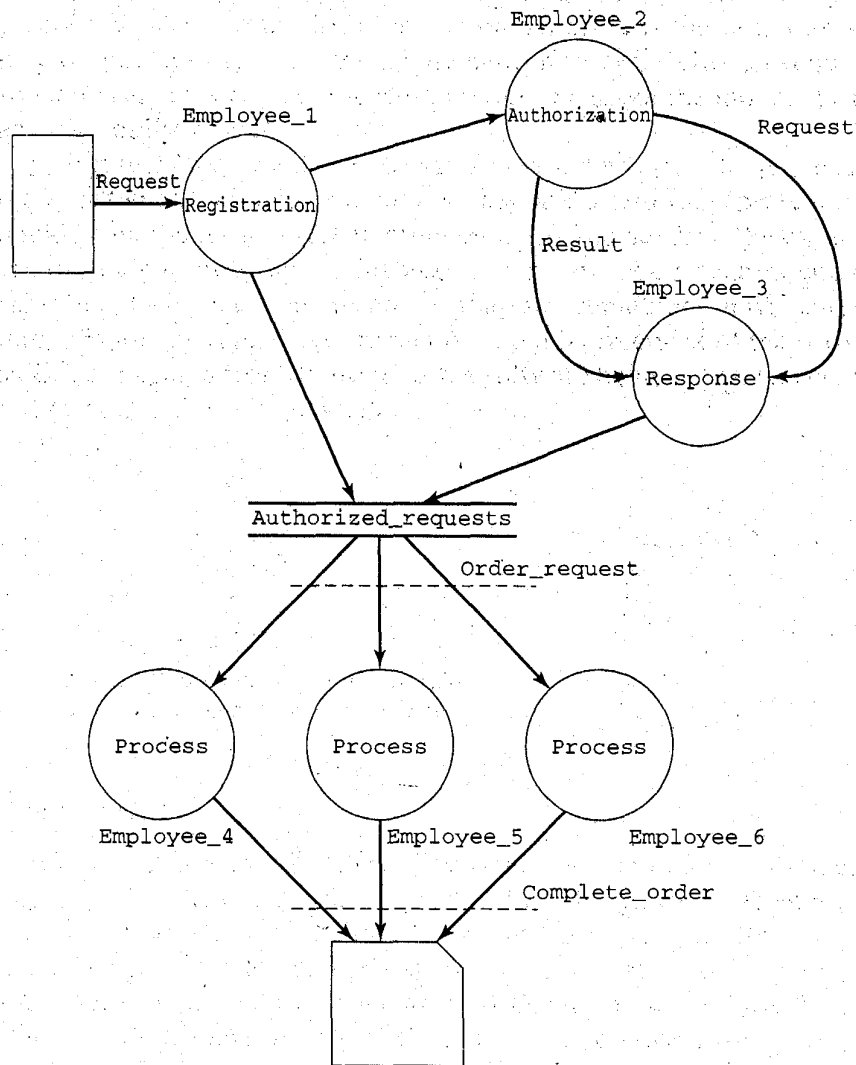 Employee_2
Authorization
Request
Employee_1
Request
Registration
Result
Employee_3
Response
Authorized_requests
Order_request
Process
Process
Process
Employee_4
Employee_5
Employee_6
Complete_order